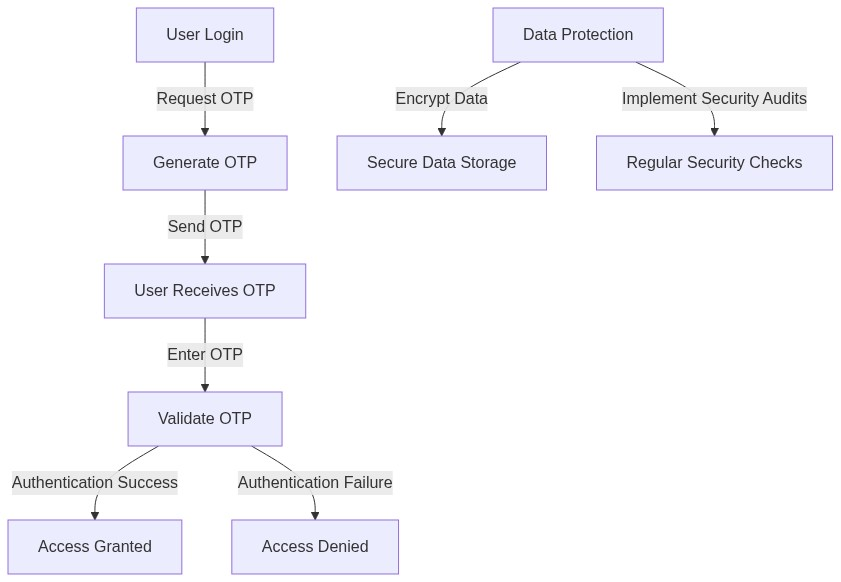 User Login
Data Protection
Request OTP
Encrypt Data
Implement Security Audits
Generate OTP
Secure Data Storage
Regular Security Checks
Send OTP
User Receives OTP
Enter OTP
Validate OTP
Authentication Success
Authentication Failure
Access Granted
Access Denied